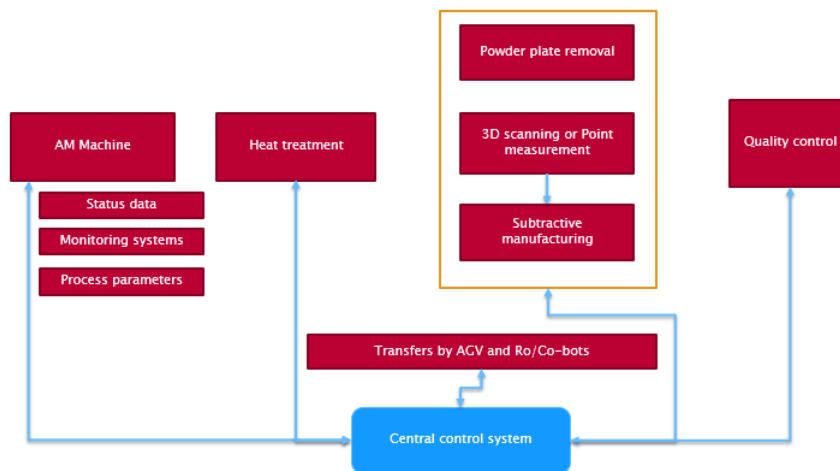 Powder plate removal
AM Machine
Heat treatment
3D scanning or Point
measurement
Quality control
Status data
Monitoring systems
Subtractive
manufacturing
Process parameters
Transfers by AGV and Ro/Co-bots
Central control system